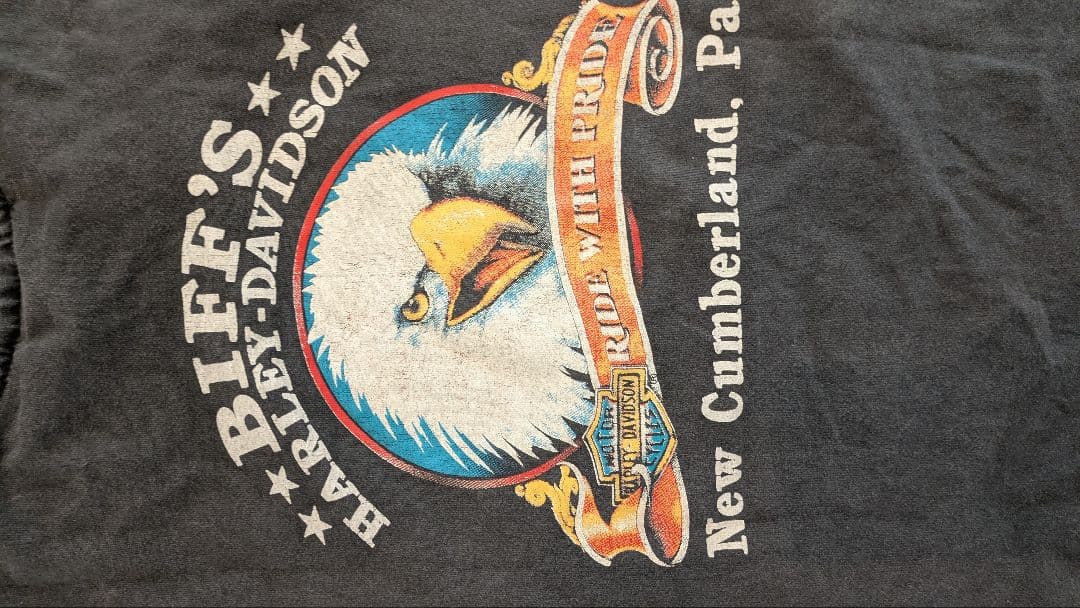 BIFF'S
HARLEY-DAVIDSON
RIDE WITH PRIDE
MOTOR
HARLEY-DAVIDSON
CYCLES
New Cumberland, Pa